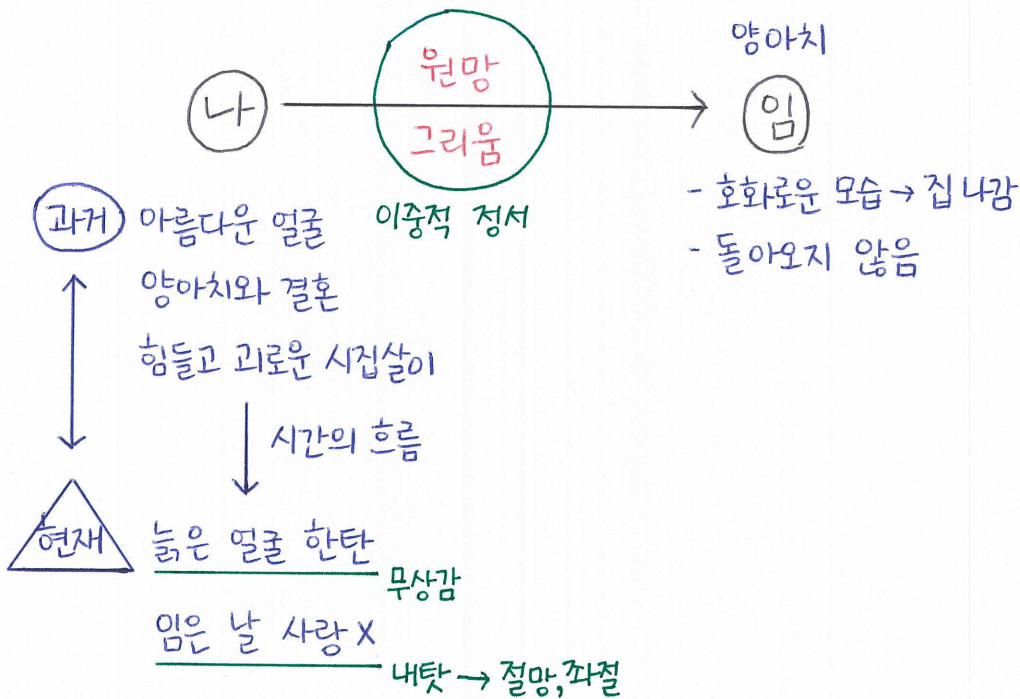 양아치
원망
나
임
그리움
이중적 정서
- 호화로운 모습 → 집 나감
- 돌아오지 않음
과거 아름다운 얼굴
양아치와 결혼
힘들고 괴로운 시집살이
시간의 흐름
현재 늙은 얼굴 한탄
무상감
임은 날 사랑 X
내탓 → 절망, 좌절